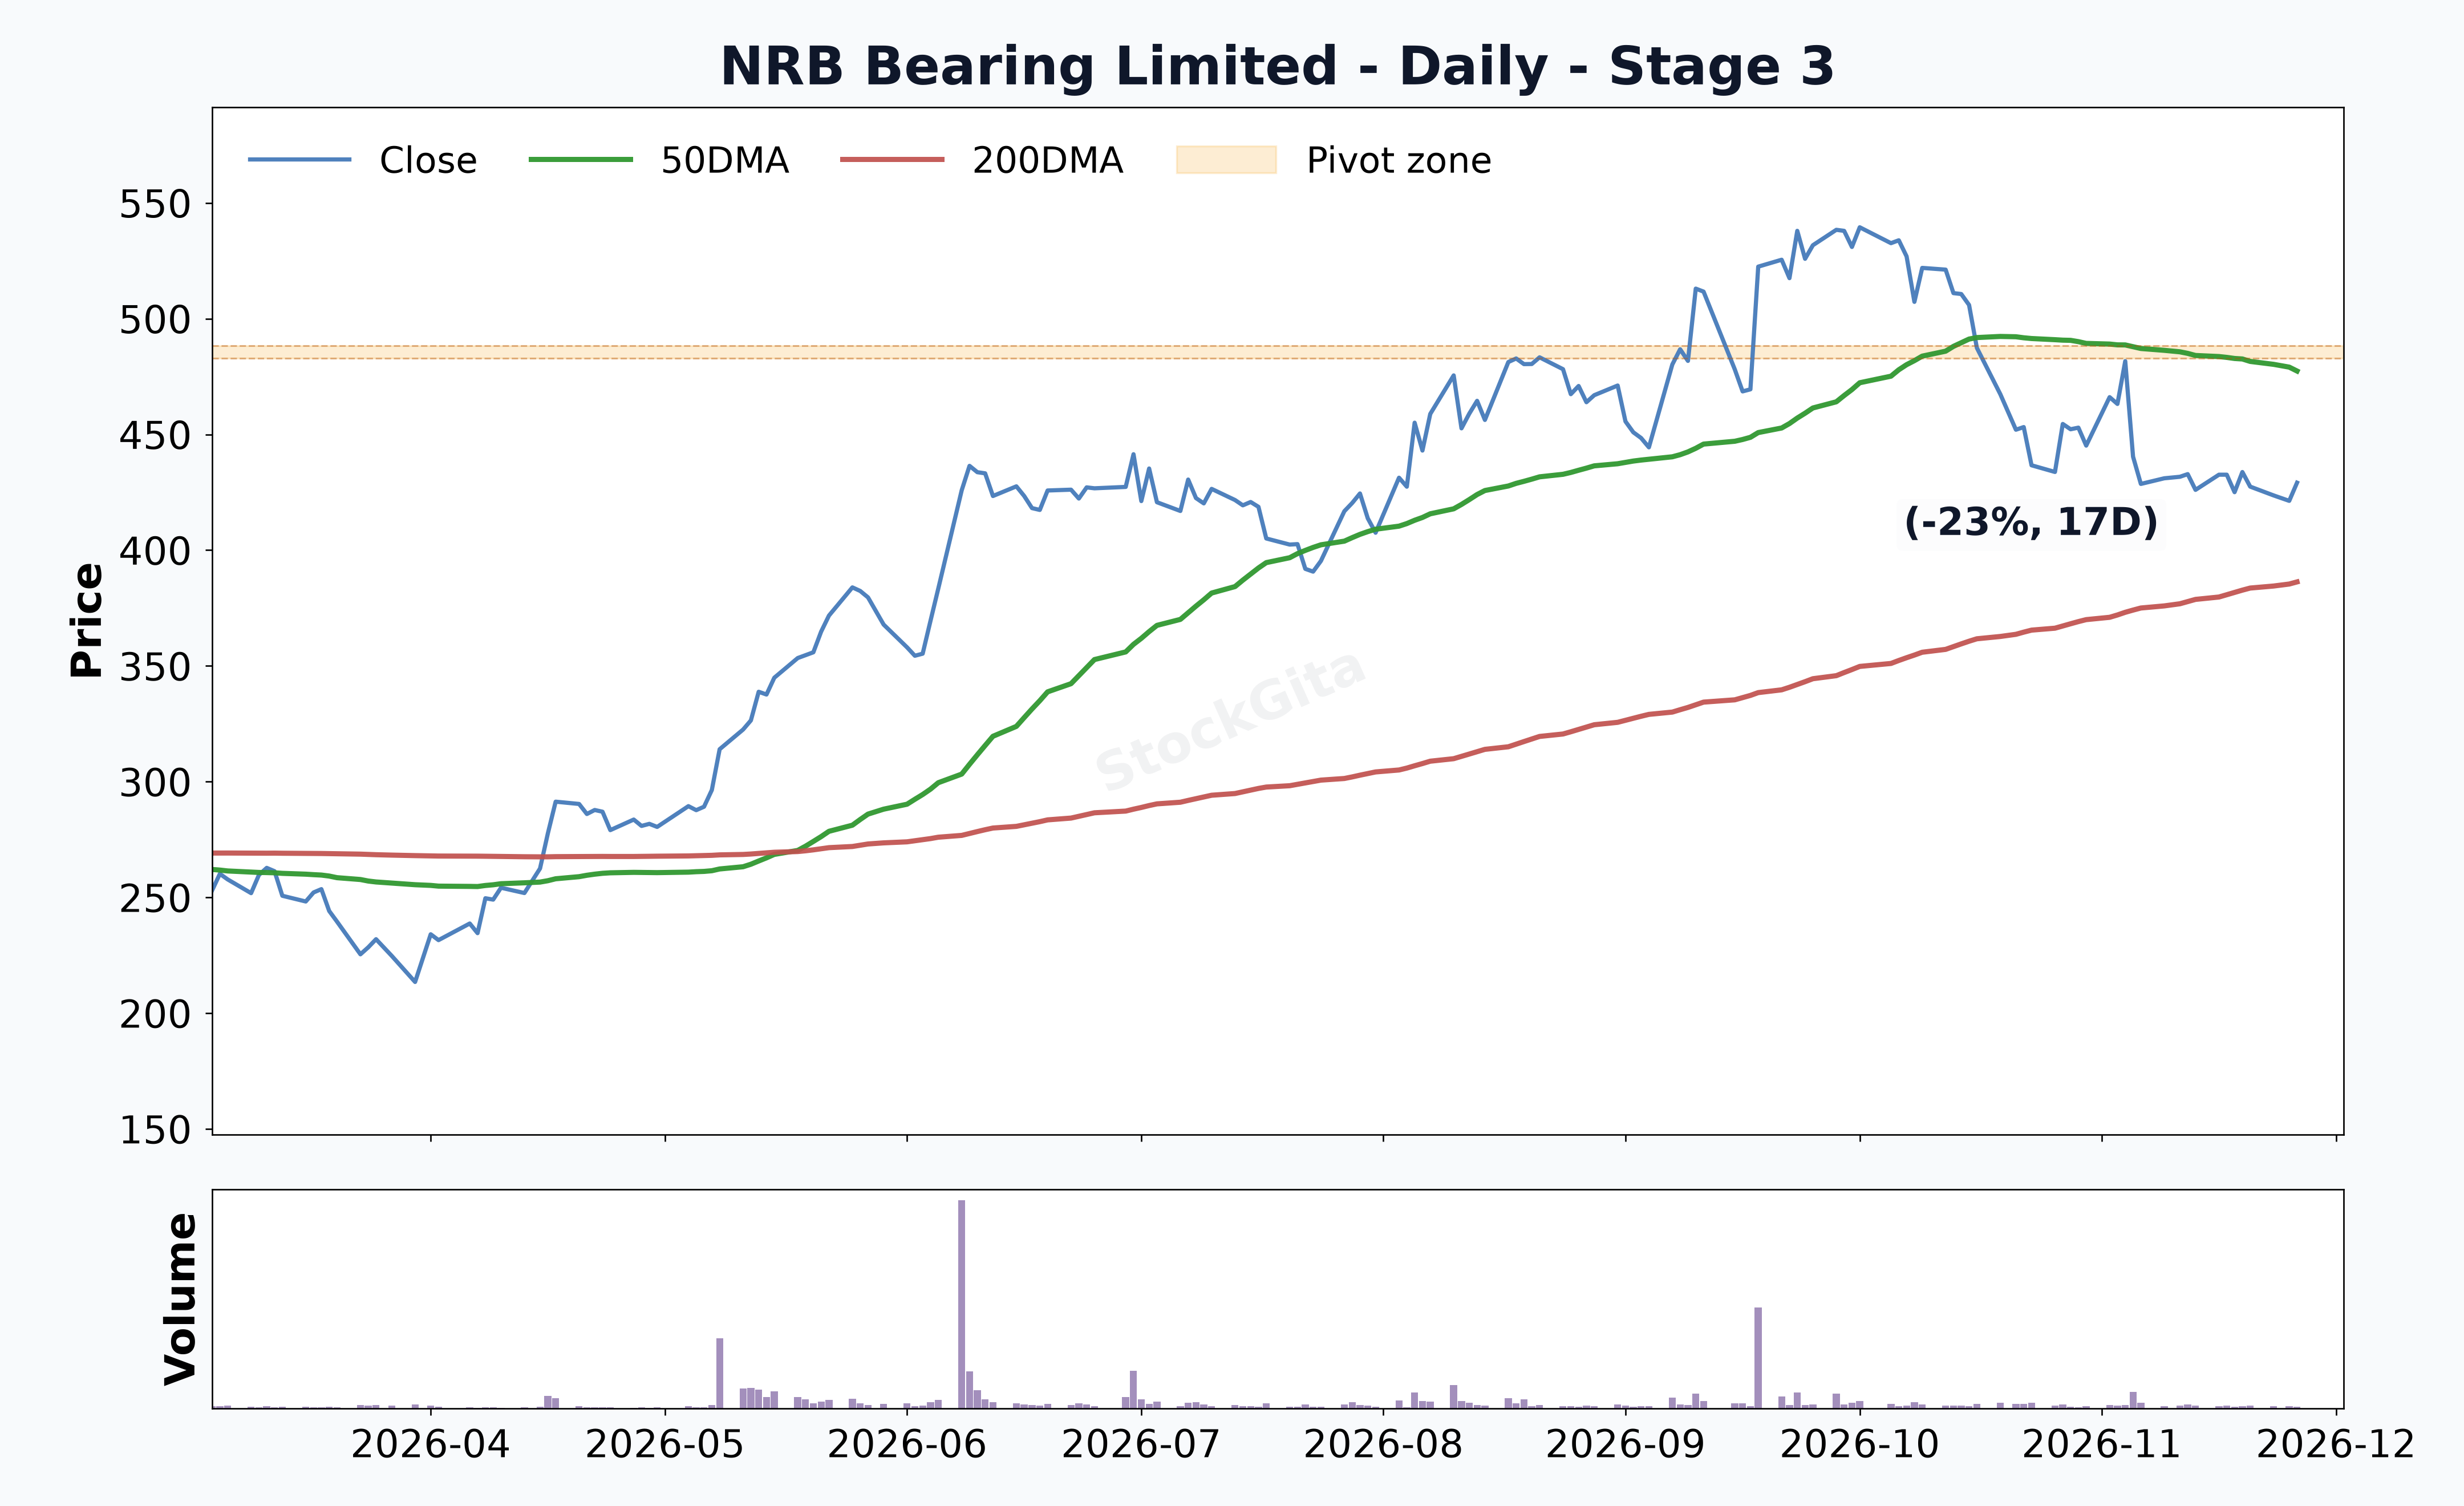 NRB Bearing Limited - Daily - Stage 3
Close 50DMA 200DMA Pivot zone
Price
550
500
450
400
350
300
250
200
150
(-23%, 17D)
StockGita
Volume
2026-04 2026-05 2026-06 2026-07 2026-08 2026-09 2026-10 2026-11 2026-12